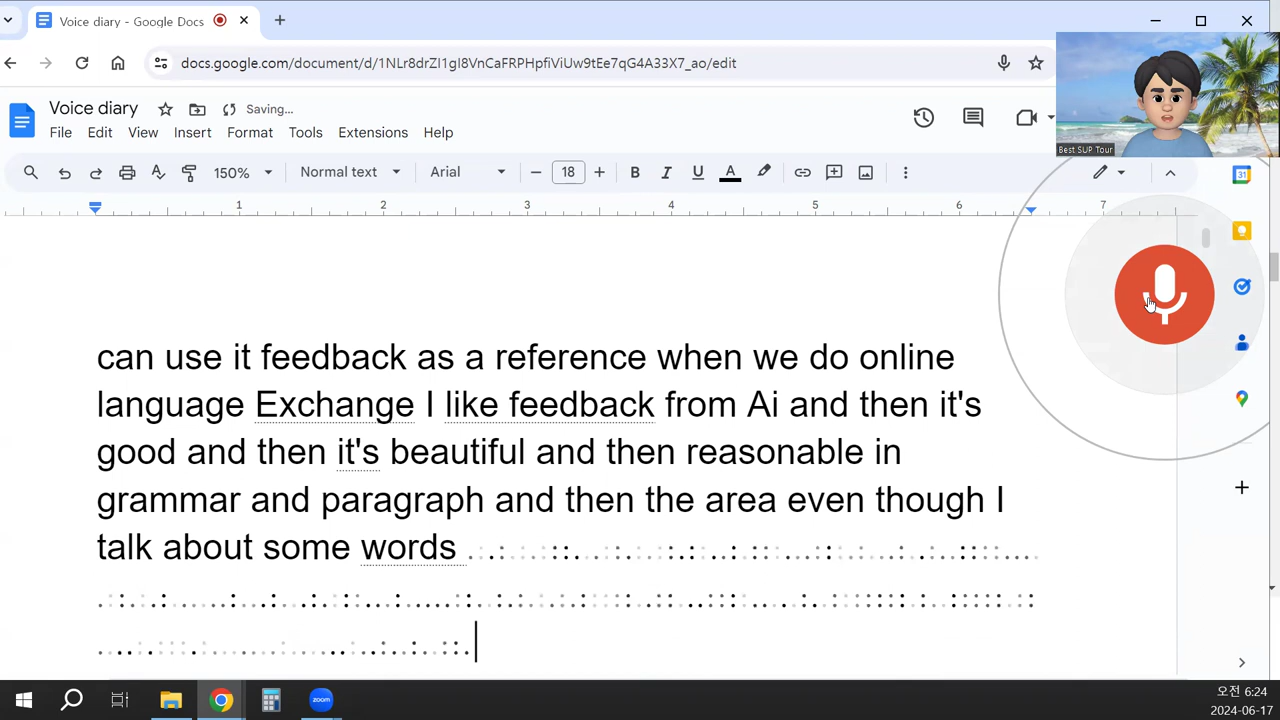 Voice diary - Google Docs
docs.google.com/document/d/1NLr8drZI1gI8VnCaFRPHpfiViUw9tEe7qG4A33X7_ao/edit
Voice diary
Saving...
File Edit View Insert Format Tools Extensions Help
150% Normal text Arial 18 B I U A
31
1 2 3 4 5 6 7
Best SUP Tour
can use it feedback as a reference when we do online
language Exchange I like feedback from Ai and then it's
good and then it's beautiful and then reasonable in
grammar and paragraph and then the area even though I
talk about some words
zoom
오전 6:24
2024-06-17